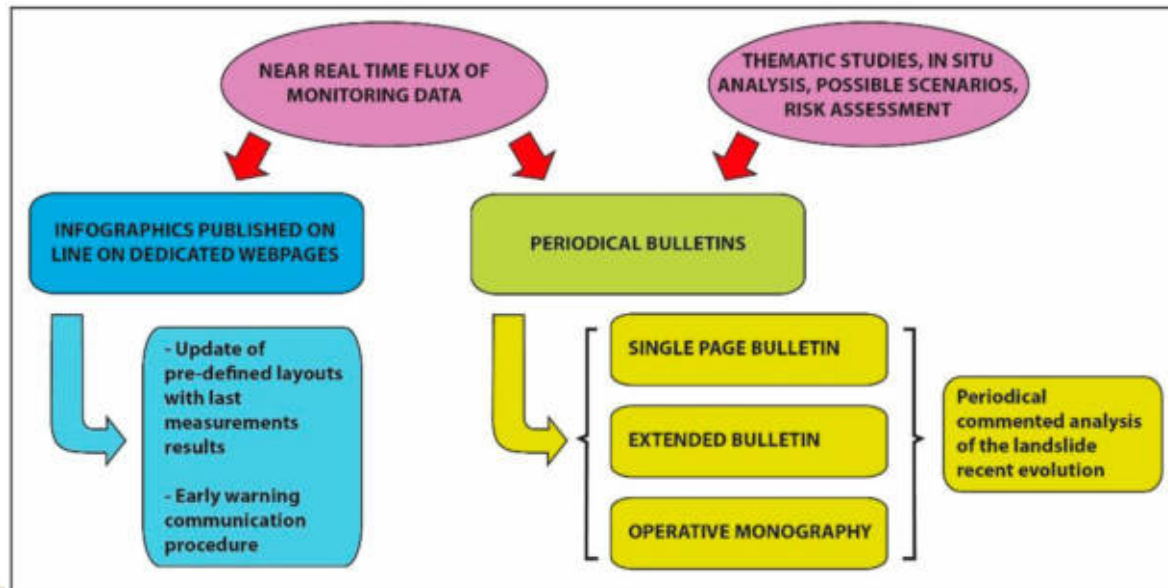 NEAR REAL TIME FLUX OF
MONITORING DATA
THEMATIC STUDIES, IN SITU
ANALYSIS, POSSIBLE SCENARIOS,
RISK ASSESSMENT
INFOGRAPHICS PUBLISHED ON
LINE ON DEDICATED WEBPAGES
PERIODICAL BULLETINS
- Update of
pre-defined layouts
with last
measurements
results
- Early warning
communication
procedure
SINGLE PAGE BULLETIN
EXTENDED BULLETIN
OPERATIVE MONOGRAPHY
Periodical
commented analysis
of the landslide
recent evolution